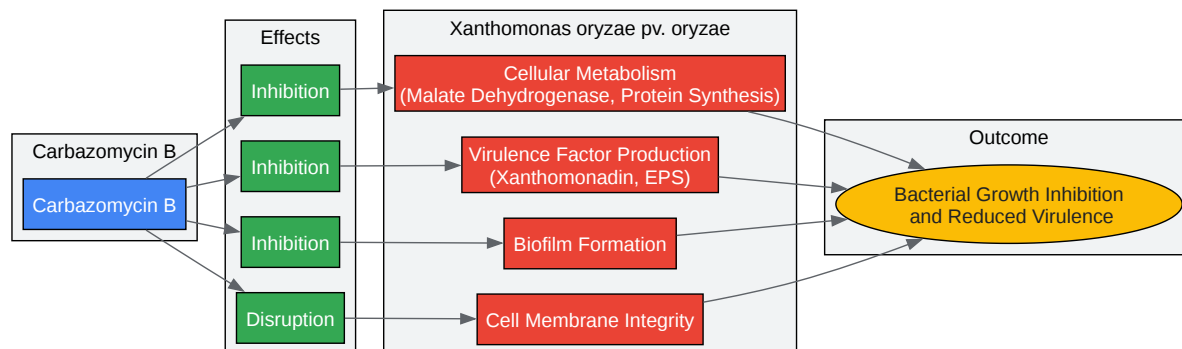 Carbazomycin B
Carbazomycin B
Effects
Inhibition
Inhibition
Inhibition
Disruption
Xanthomonas oryzae pv. oryzae
Cellular Metabolism
(Malate Dehydrogenase, Protein Synthesis)
Virulence Factor Production
(Xanthomonadin, EPS)
Biofilm Formation
Cell Membrane Integrity
Outcome
Bacterial Growth Inhibition
and Reduced Virulence